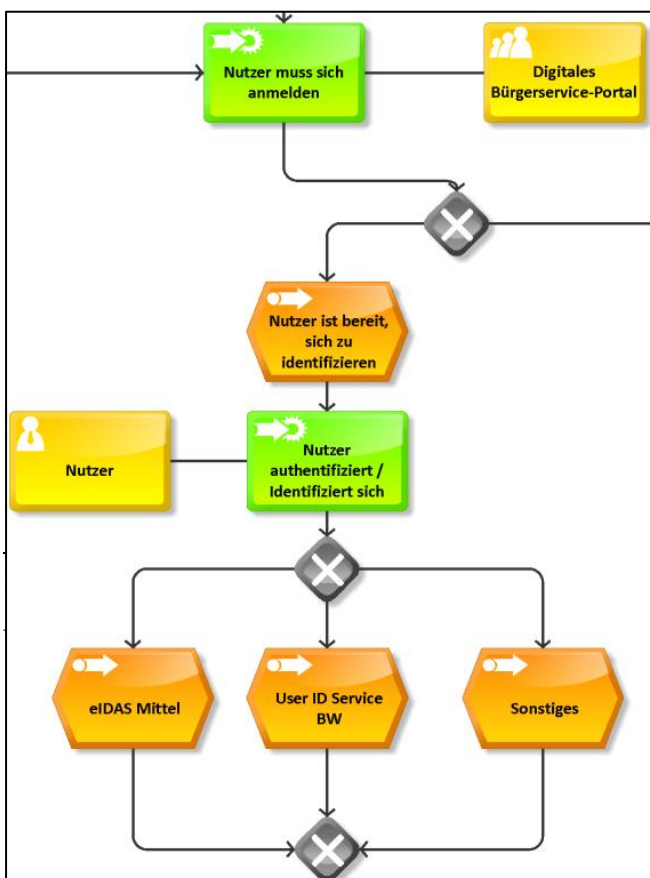 Nutzer muss sich
anmelden
Digitales
Bürgerservice-Portal
Nutzer ist bereit,
sich zu
identifizieren
Nutzer
Nutzer
authentifiziert /
Identifiziert sich
eIDAS Mittel
User ID Service
BW
Sonstiges